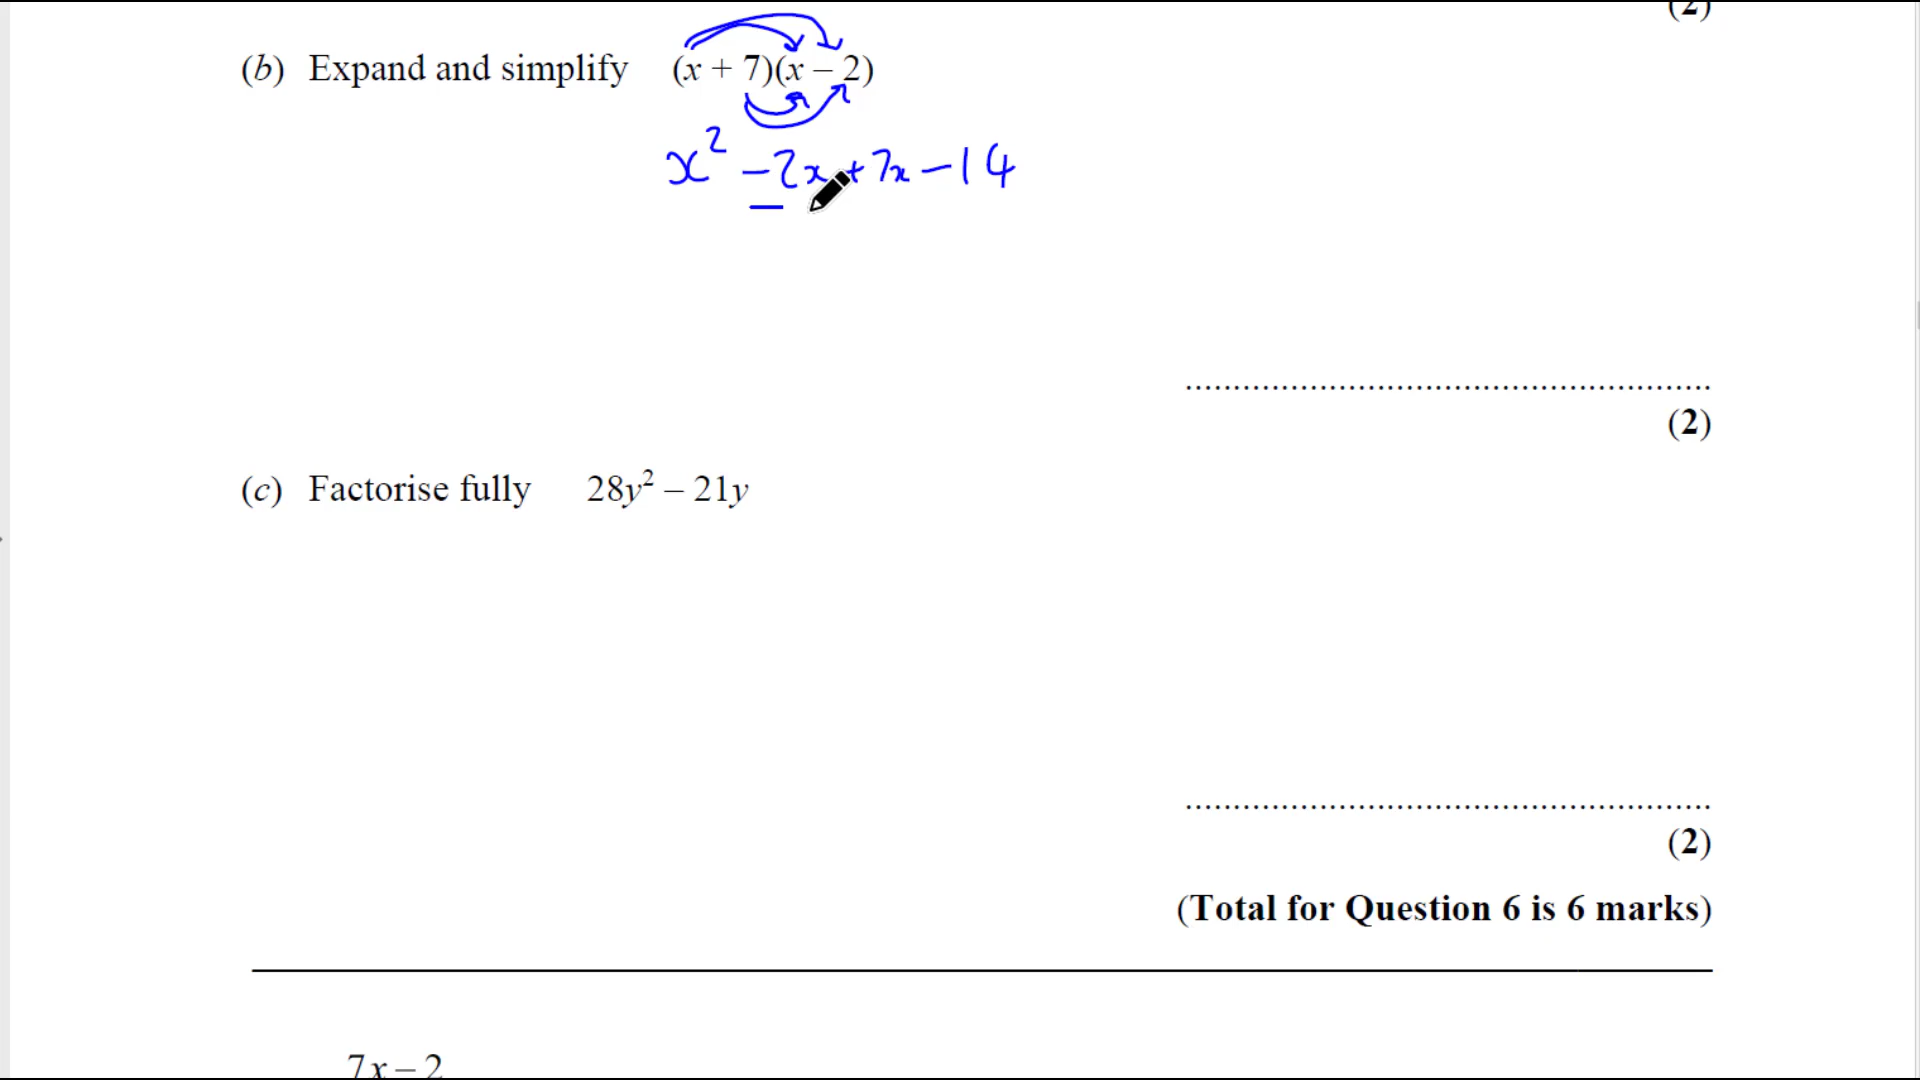 (2)
(b) Expand and simplify (x + 7)(x – 2)
x² – 2x + 7x – 14
..........................................................
(2)
(c) Factorise fully 28y² – 21y
..........................................................
(2)
(Total for Question 6 is 6 marks)
7x – 2